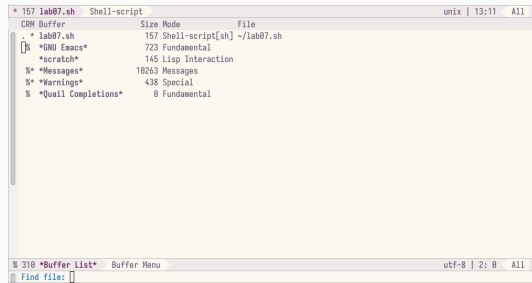 * 157 lab07.sh Shell-script unix | 13:11 All
CRM Buffer Size Mode File
. * lab07.sh 157 Shell-script[sh] ~/lab07.sh
% *GNU Emacs* 723 Fundamental
*scratch* 145 Lisp Interaction
%* *Messages* 10263 Messages
%* *Warnings* 438 Special
% *Quail Completions* 0 Fundamental
% 310 *Buffer List* Buffer Menu utf-8 | 2: 0 All
Find file: